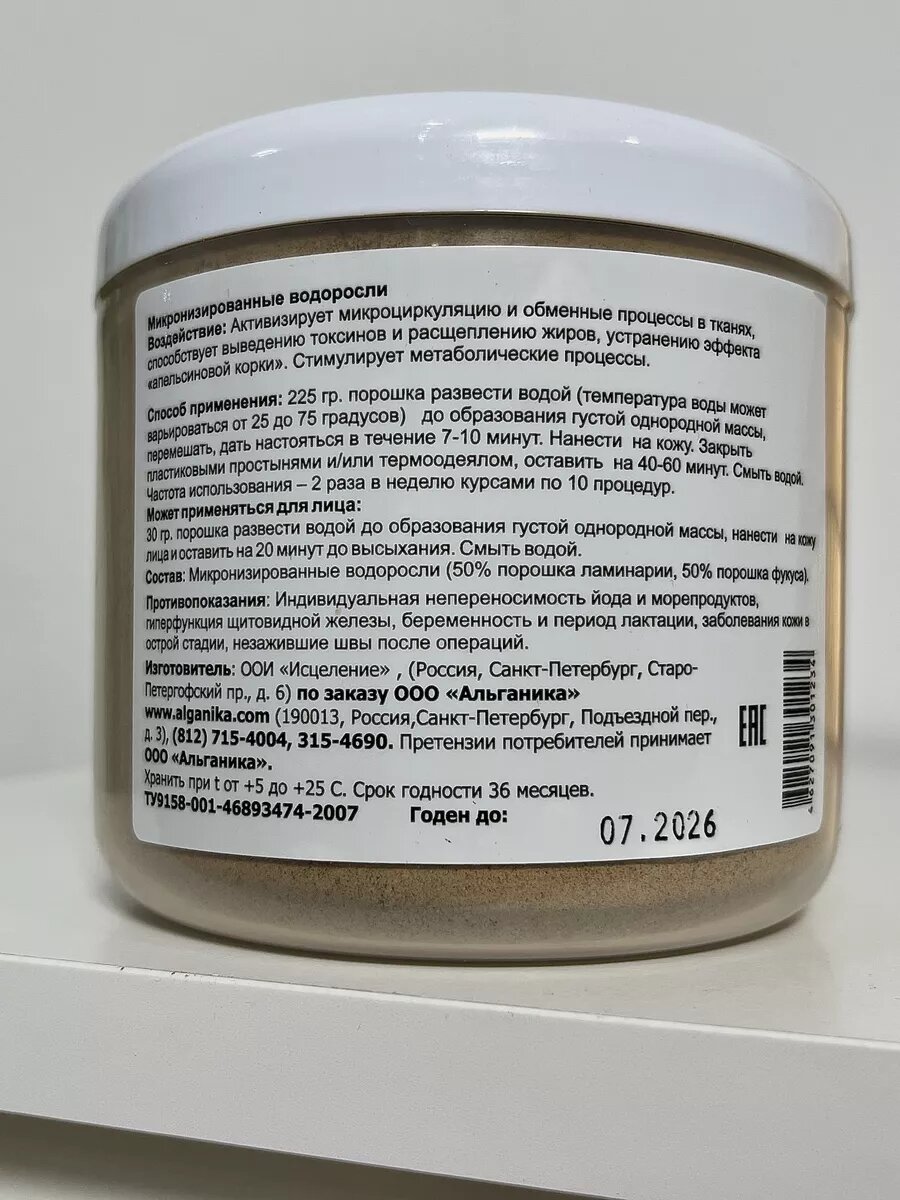 Микронизированные водоросли
Воздействие: Активизирует микроциркуляцию и обменные процессы в тканях,
способствует выведению токсинов и расщеплению жиров, устранению эффекта
«апельсиновой корки». Стимулирует метаболические процессы.
Способ применения: 225 гр. порошка развести водой (температура воды может
варьироваться от 25 до 75 градусов) до образования густой однородной массы,
перемешать, дать настояться в течение 7-10 минут. Нанести на кожу. Закрыть
пластиковыми простынями и/или термоодеялом, оставить на 40-60 минут. Смыть водой.
Частота использования – 2 раза в неделю курсами по 10 процедур.
Может применяться для лица:
30 гр. порошка развести водой до образования густой однородной массы, нанести на кожу
лица и оставить на 20 минут до высыхания. Смыть водой.
Состав: Микронизированные водоросли (50% порошка ламинарии, 50% порошка фукуса).
Противопоказания: Индивидуальная непереносимость йода и морепродуктов,
гиперфункция щитовидной железы, беременность и период лактации, заболевания кожи в
острой стадии, незажившие швы после операций.
Изготовитель: ООИ «Исцеление» , (Россия, Санкт-Петербург, Старо-
Петергофский пр., д. 6) по заказу ООО «Альганика»
www.alganika.com (190013, Россия,Санкт-Петербург, Подъездной пер.,
д. 3), (812) 715-4004, 315-4690. Претензии потребителей принимает
ООО «Альганика».
Хранить при t от +5 до +25 С. Срок годности 36 месяцев.
ТУ9158-001-46893474-2007 Годен до: 07.2026
ЕАС
4627091301234